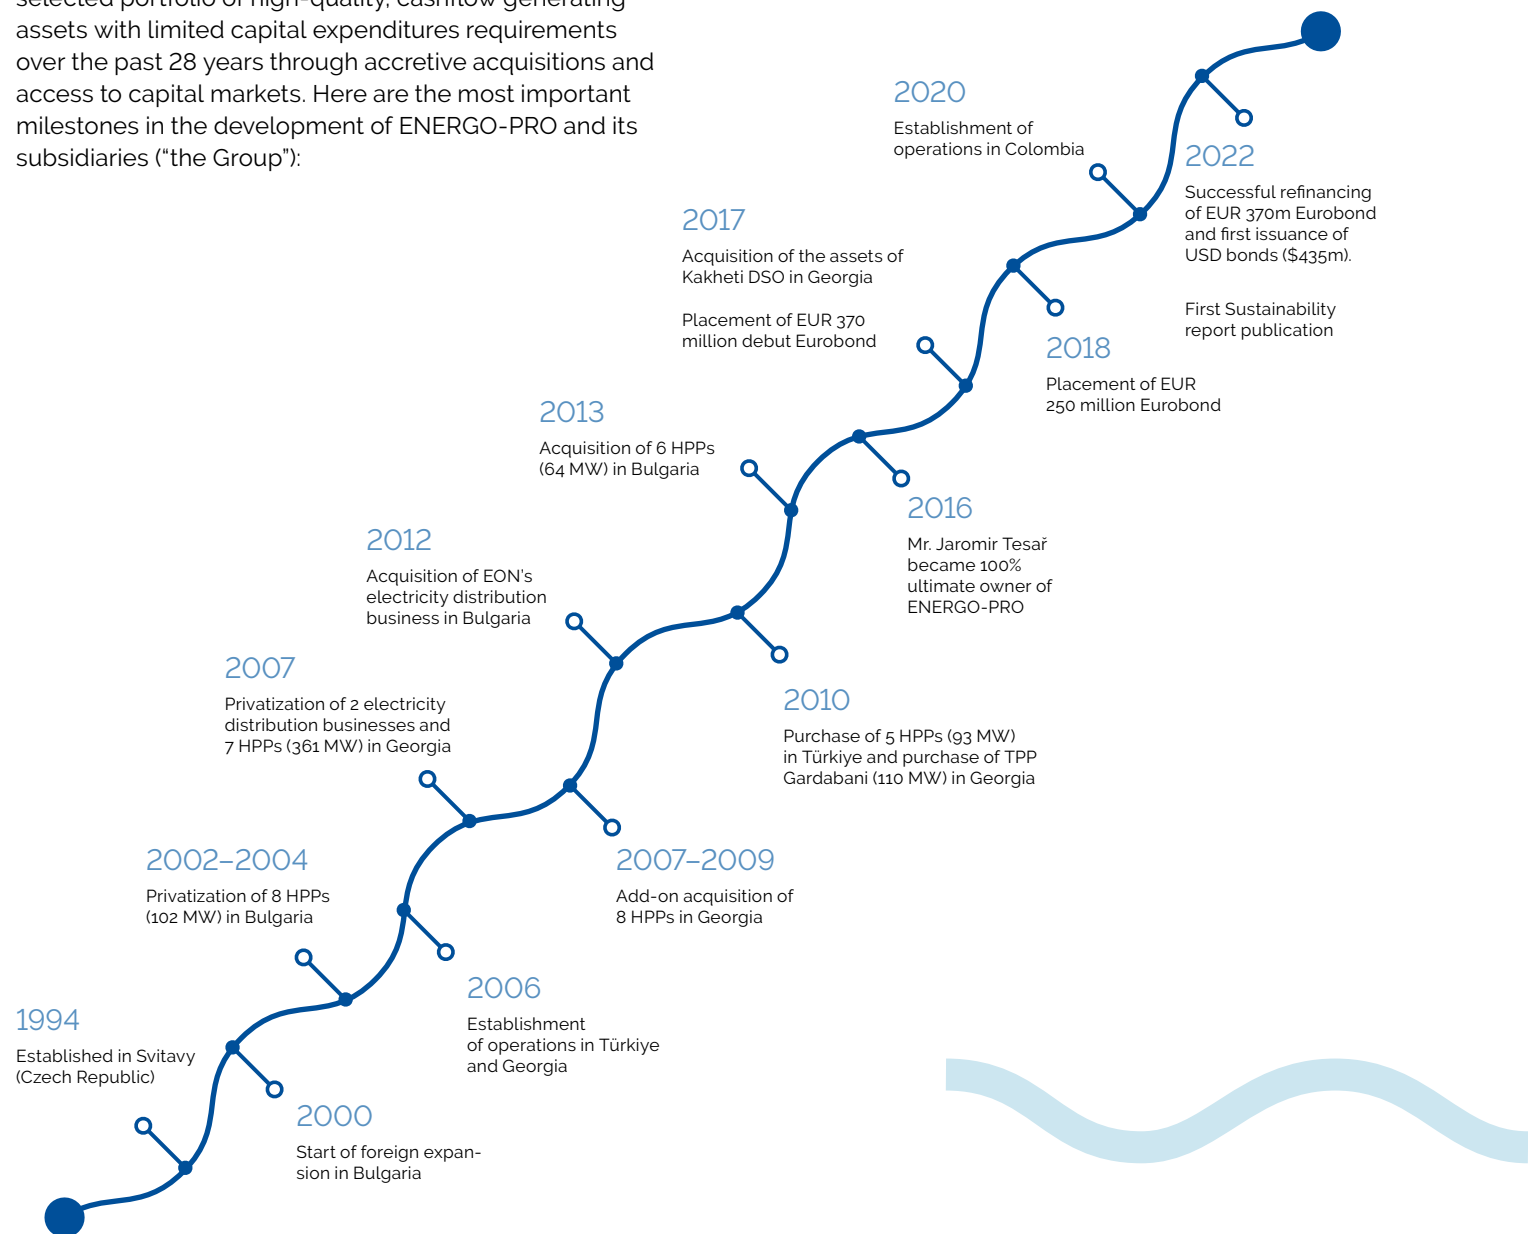 selected portfolio of high-quality, cashflow generating
assets with limited capital expenditures requirements
over the past 28 years through accretive acquisitions and
access to capital markets. Here are the most important
milestones in the development of ENERGO-PRO and its
subsidiaries (“the Group”):
2020
Establishment of
operations in Colombia
2022
Successful refinancing
of EUR 370m Eurobond
and first issuance of
USD bonds ($435m).
First Sustainability
report publication
2017
Acquisition of the assets of
Kakheti DSO in Georgia
Placement of EUR 370
million debut Eurobond
2018
Placement of EUR
250 million Eurobond
2013
Acquisition of 6 HPPs
(64 MW) in Bulgaria
2016
Mr. Jaromir Tesař
became 100%
ultimate owner of
ENERGO-PRO
2012
Acquisition of EON's
electricity distribution
business in Bulgaria
2010
Purchase of 5 HPPs (93 MW)
in Türkiye and purchase of TPP
Gardabani (110 MW) in Georgia
2007
Privatization of 2 electricity
distribution businesses and
7 HPPs (361 MW) in Georgia
2007–2009
Add-on acquisition of
8 HPPs in Georgia
2002–2004
Privatization of 8 HPPs
(102 MW) in Bulgaria
2006
Establishment
of operations in Türkiye
and Georgia
1994
Established in Svitavy
(Czech Republic)
2000
Start of foreign expan-
sion in Bulgaria